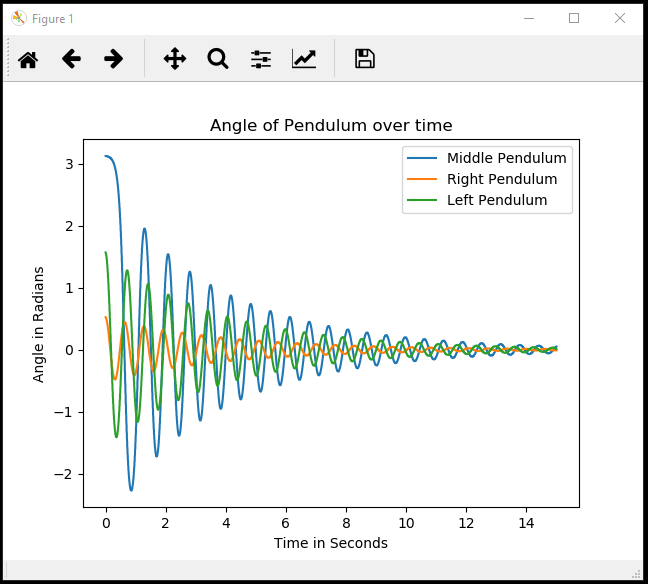 Figure 1
Angle of Pendulum over time
Middle Pendulum
Right Pendulum
Left Pendulum
3
2
1
0
−1
−2
Angle in Radians
0 2 4 6 8 10 12 14
Time in Seconds